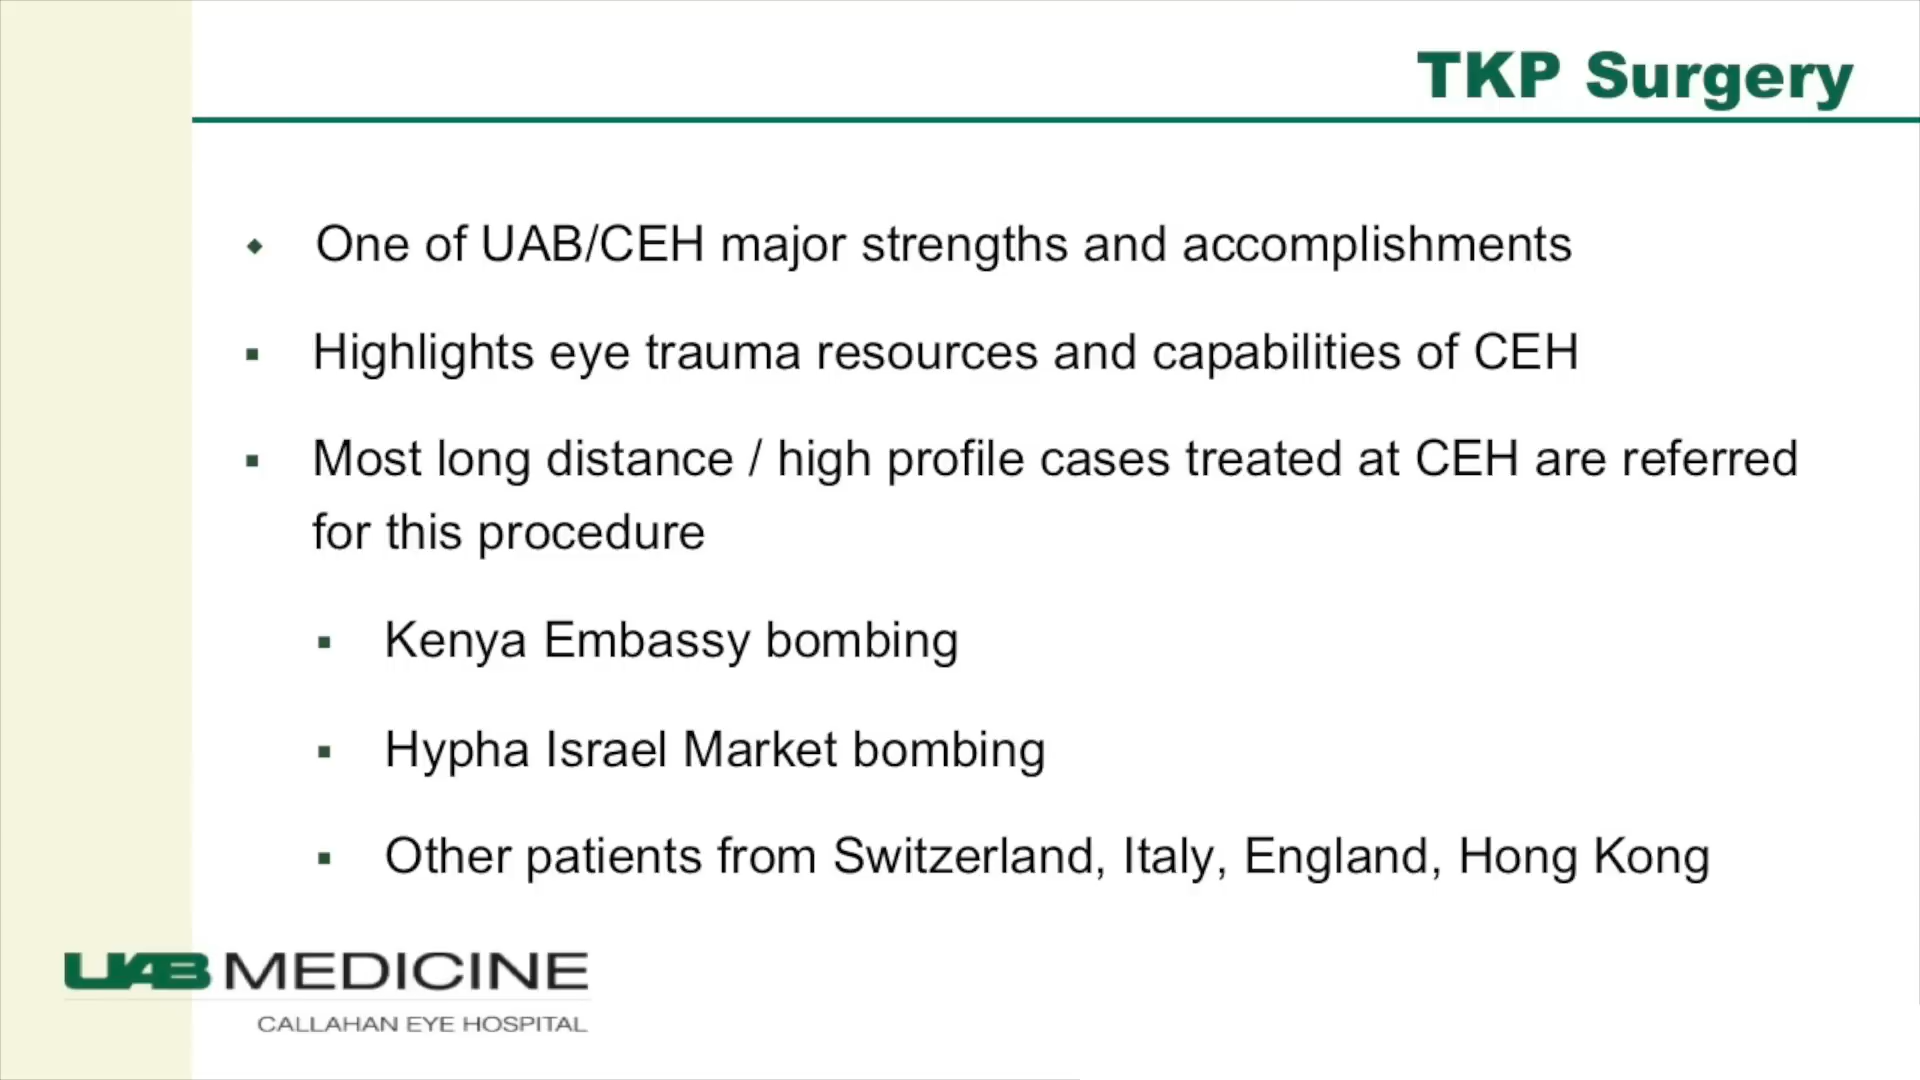 TKP Surgery
One of UAB/CEH major strengths and accomplishments
Highlights eye trauma resources and capabilities of CEH
Most long distance / high profile cases treated at CEH are referred
for this procedure
Kenya Embassy bombing
Hypha Israel Market bombing
Other patients from Switzerland, Italy, England, Hong Kong
UAB MEDICINE
CALLAHAN EYE HOSPITAL